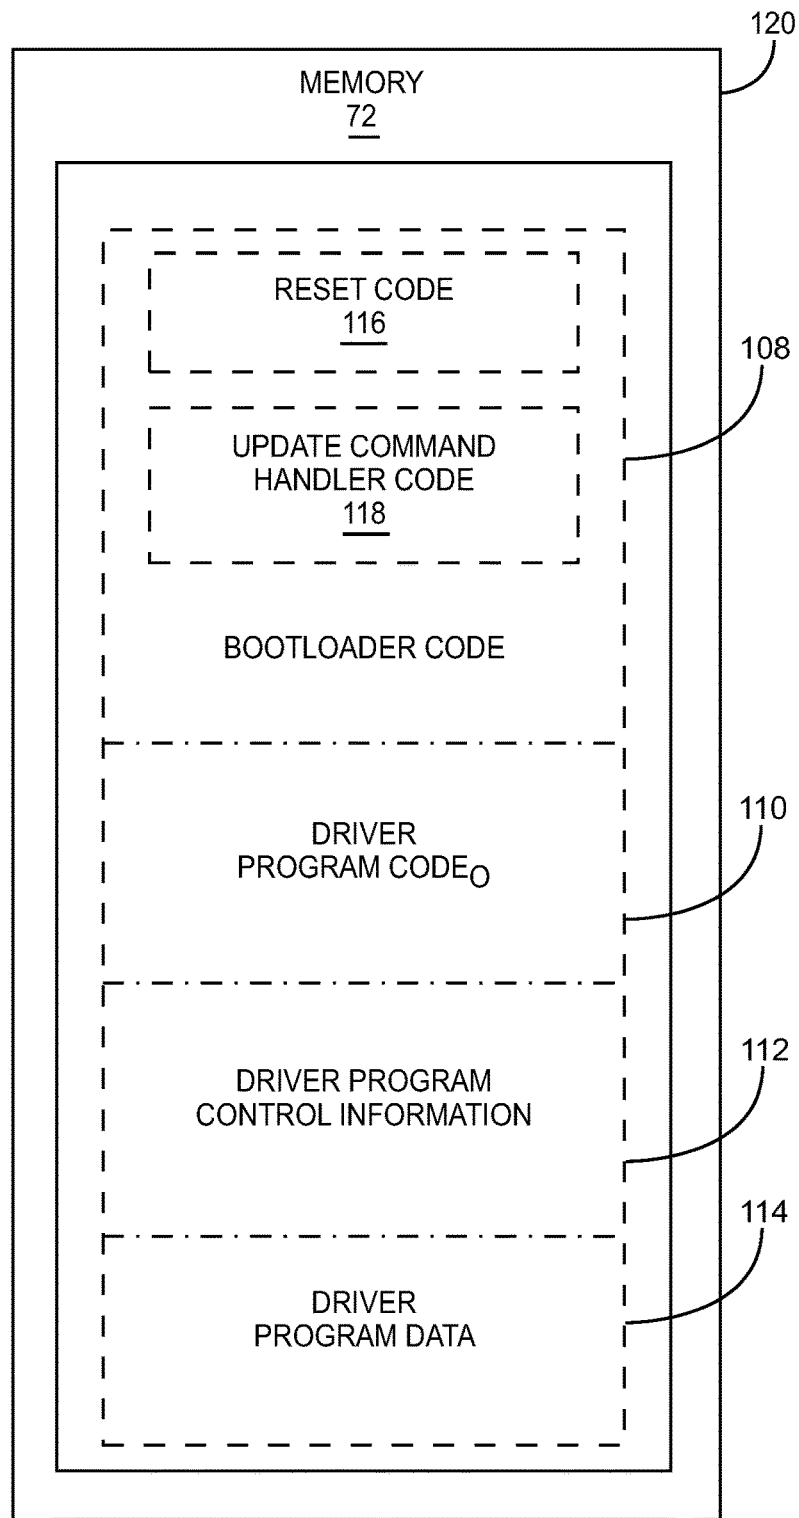 120
MEMORY
72
RESET CODE
116
108
UPDATE COMMAND
HANDLER CODE
118
BOOTLOADER CODE
110
DRIVER
PROGRAM CODEO
112
DRIVER PROGRAM
CONTROL INFORMATION
114
DRIVER
PROGRAM DATA